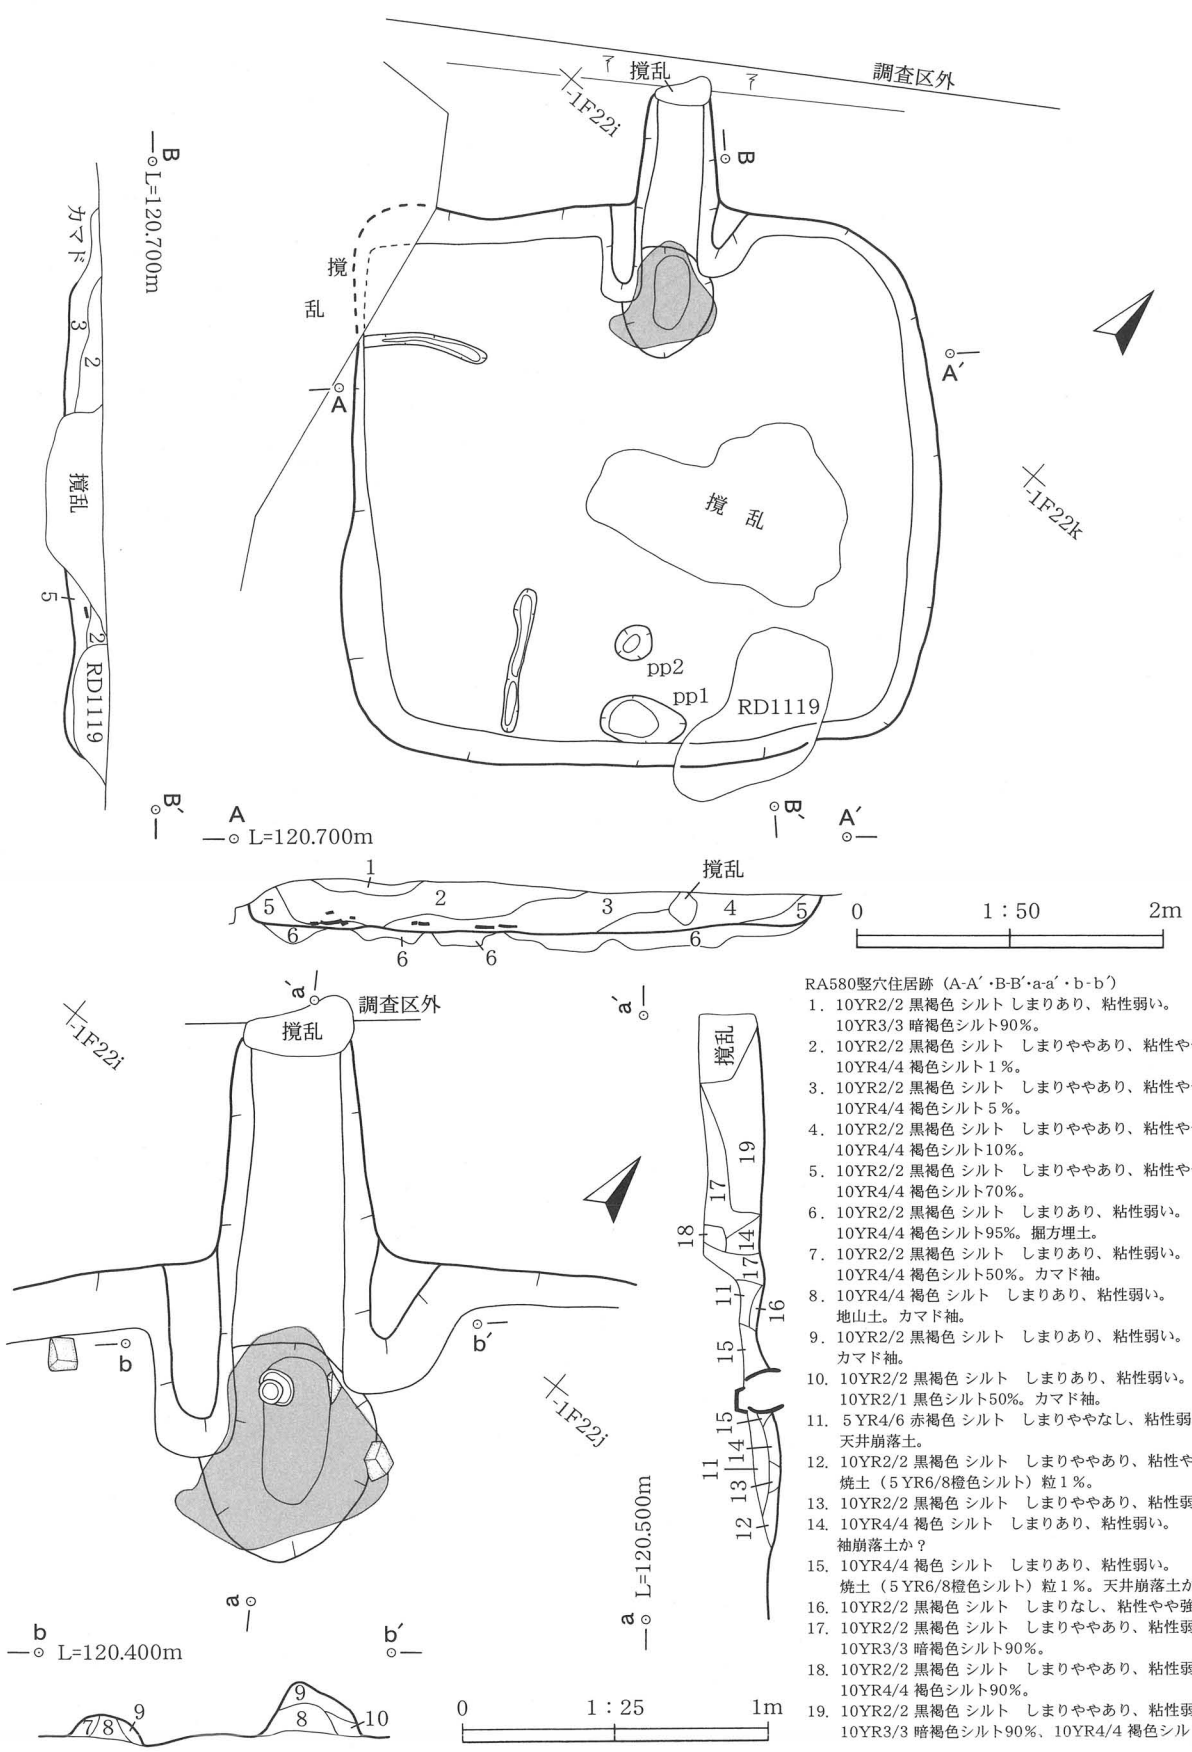 調査区外
撹乱
-1F22i
B
B
L=120.700m
カマド
3
2
撹乱
5
2
RD1119
B′
撹
乱
A
A′
-1F22k
撹 乱
pp2
pp1
RD1119
B′
A
L=120.700m
A′
1
2
3
4
5
5
6
6
6
6
撹乱
0
1:50
2m
-1F22i
a′
調査区外
撹乱
b
b′
-1F22j
a
a′
撹乱
19
17
18
14
17
11
16
15
15
14
11
13
12
a
L=120.500m
b
L=120.400m
b′
7
8
9
9
8
10
0
1:25
1m
RA580竪穴住居跡(A-A′・B-B′・a-a′・b-b′)
1. 10YR2/2 黒褐色 シルト しまりあり、粘性弱い。
10YR3/3 暗褐色シルト90%。
2. 10YR2/2 黒褐色 シルト しまりややあり、粘性や
10YR4/4 褐色シルト1%。
3. 10YR2/2 黒褐色 シルト しまりややあり、粘性や
10YR4/4 褐色シルト5%。
4. 10YR2/2 黒褐色 シルト しまりややあり、粘性や
10YR4/4 褐色シルト10%。
5. 10YR2/2 黒褐色 シルト しまりややあり、粘性や
10YR4/4 褐色シルト70%。
6. 10YR2/2 黒褐色 シルト しまりあり、粘性弱い。
10YR4/4 褐色シルト95%。掘方埋土。
7. 10YR2/2 黒褐色 シルト しまりあり、粘性弱い。
10YR4/4 褐色シルト50%。カマド袖。
8. 10YR4/4 褐色 シルト しまりあり、粘性弱い。
地山土。カマド袖。
9. 10YR2/2 黒褐色 シルト しまりあり、粘性弱い。
カマド袖。
10. 10YR2/2 黒褐色 シルト しまりあり、粘性弱い。
10YR2/1 黒色シルト50%。カマド袖。
11. 5YR4/6 赤褐色 シルト しまりややなし、粘性弱
天井崩落土。
12. 10YR2/2 黒褐色 シルト しまりややあり、粘性や
焼土(5YR6/8橙色シルト)粒1%。
13. 10YR2/2 黒褐色 シルト しまりややあり、粘性弱
14. 10YR4/4 褐色 シルト しまりあり、粘性弱い。
袖崩落土か?
15. 10YR4/4 褐色 シルト しまりあり、粘性弱い。
焼土(5YR6/8橙色シルト)粒1%。天井崩落土か
16. 10YR2/2 黒褐色 シルト しまりなし、粘性やや強
17. 10YR2/2 黒褐色 シルト しまりややあり、粘性弱
10YR3/3 暗褐色シルト90%。
18. 10YR2/2 黒褐色 シルト しまりややあり、粘性弱
10YR4/4 褐色シルト90%。
19. 10YR2/2 黒褐色 シルト しまりややあり、粘性弱
10YR3/3 暗褐色シルト90%、10YR4/4 褐色シル